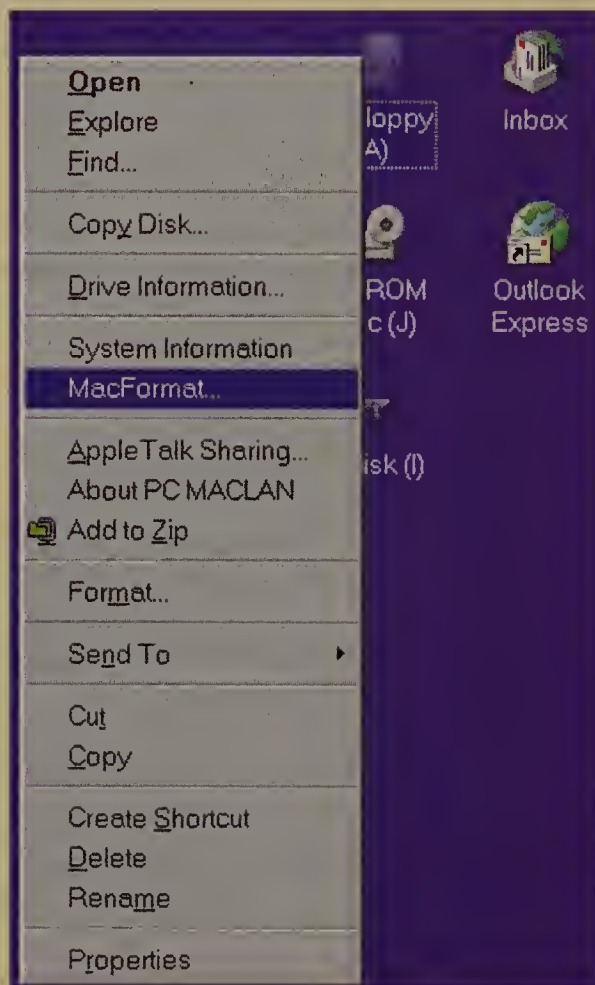 Open
Explore
Find...
Copy Disk...
Drive Information...
System Information
MacFormat...
AppleTalk Sharing...
About PC MACLAN
Add to Zip
Format...
Send To
Cut
Copy
Create Shortcut
Delete
Rename
Properties
loppy
A)
Inbox
ROM
c (J)
Outlook
Express
isk (I)